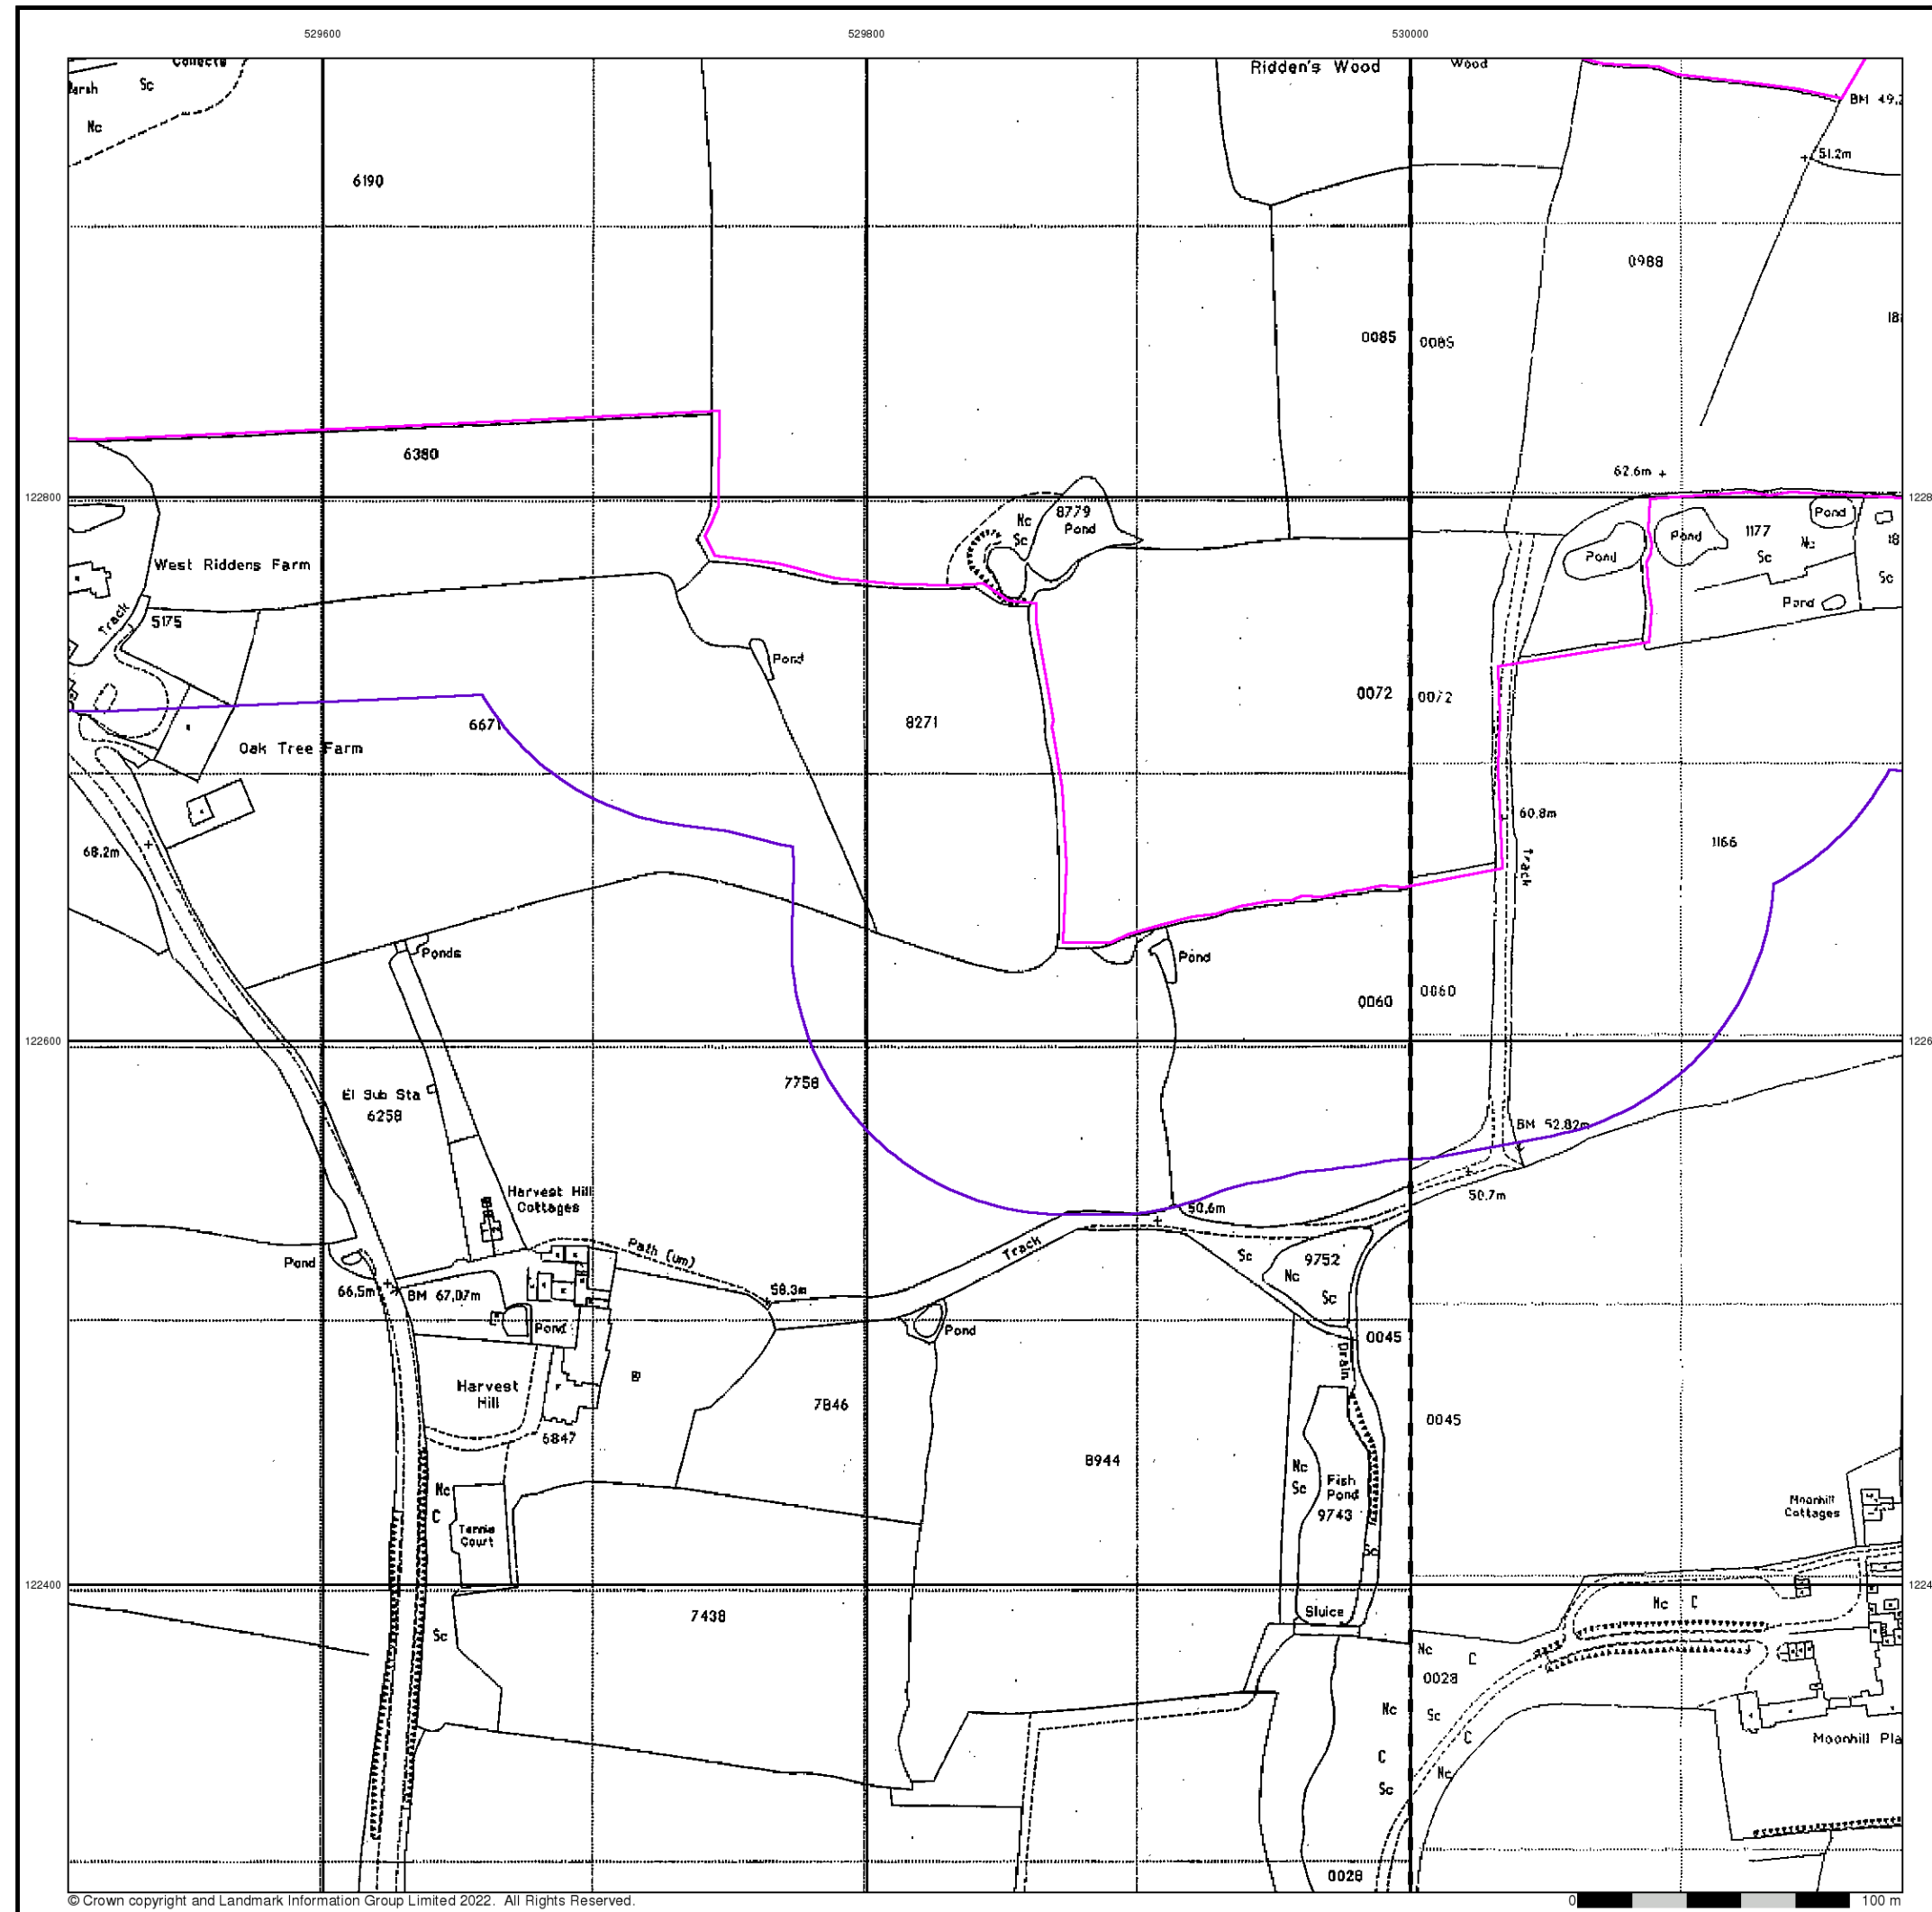 529600 529800 530000
Sc
Nc
Ridden's Wood
Wood
BM 49.2
51.2m
6190
0988
0085
0085
18
6380
62.6m
122800
Nc
Sc
8779
Pond
Pond
Pond
1177
Sc
Nc
Pond
18
Sc
Pond
West Riddens Farm
Track
5175
Pond
0072
0072
6671
8271
Oak Tree Farm
68.2m
60.8m
Track
1166
Ponds
Pond
0060
0060
122600
El Sub Sta
6258
7758
BM 52.82m
50.7m
Harvest Hill
Cottages
50.6m
Path (um)
Track
Pond
66.5m
BM 67.07m
58.3m
Pond
Pond
Sc
9752
Nc
Sc
0045
Drain
Harvest
Hill
7846
0045
6847
8944
Nc
Sc
Fish
Pond
9743
Sc
Nc
C
Tennis
Court
Moonhill
Cottages
122400
7438
Sc
Sluice
Nc C
Nc
C
0028
Nc
Sc
C
C
Nc
Sc
Moonhill Pla
0028
© Crown copyright and Landmark Information Group Limited 2022. All Rights Reserved.
0 100 m